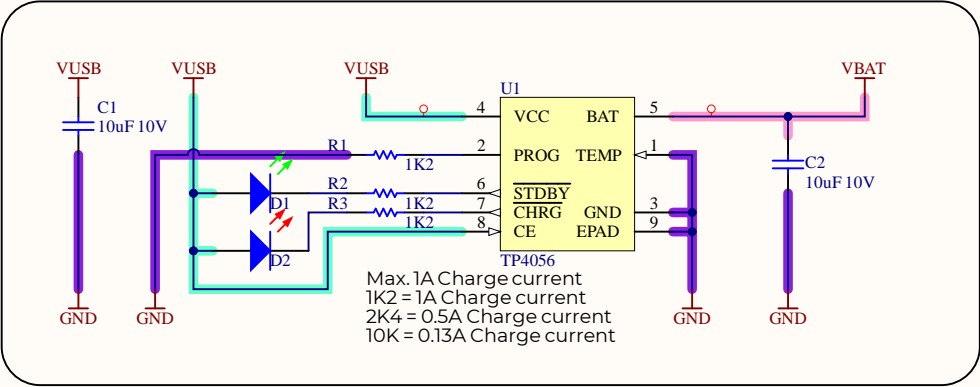 VUSB
VUSB
VUSB
VBAT
U1
C1
10uF 10V
4
VCC
BAT
5
R1
1K2
2
PROG
TEMP
1
C2
10uF 10V
D1
R2
1K2
6
STDBY
R3
1K2
7
CHRG
GND
3
D2
8
CE
EPAD
9
TP4056
GND
GND
GND
GND
Max. 1A Charge current
1K2 = 1A Charge current
2K4 = 0.5A Charge current
10K = 0.13A Charge current